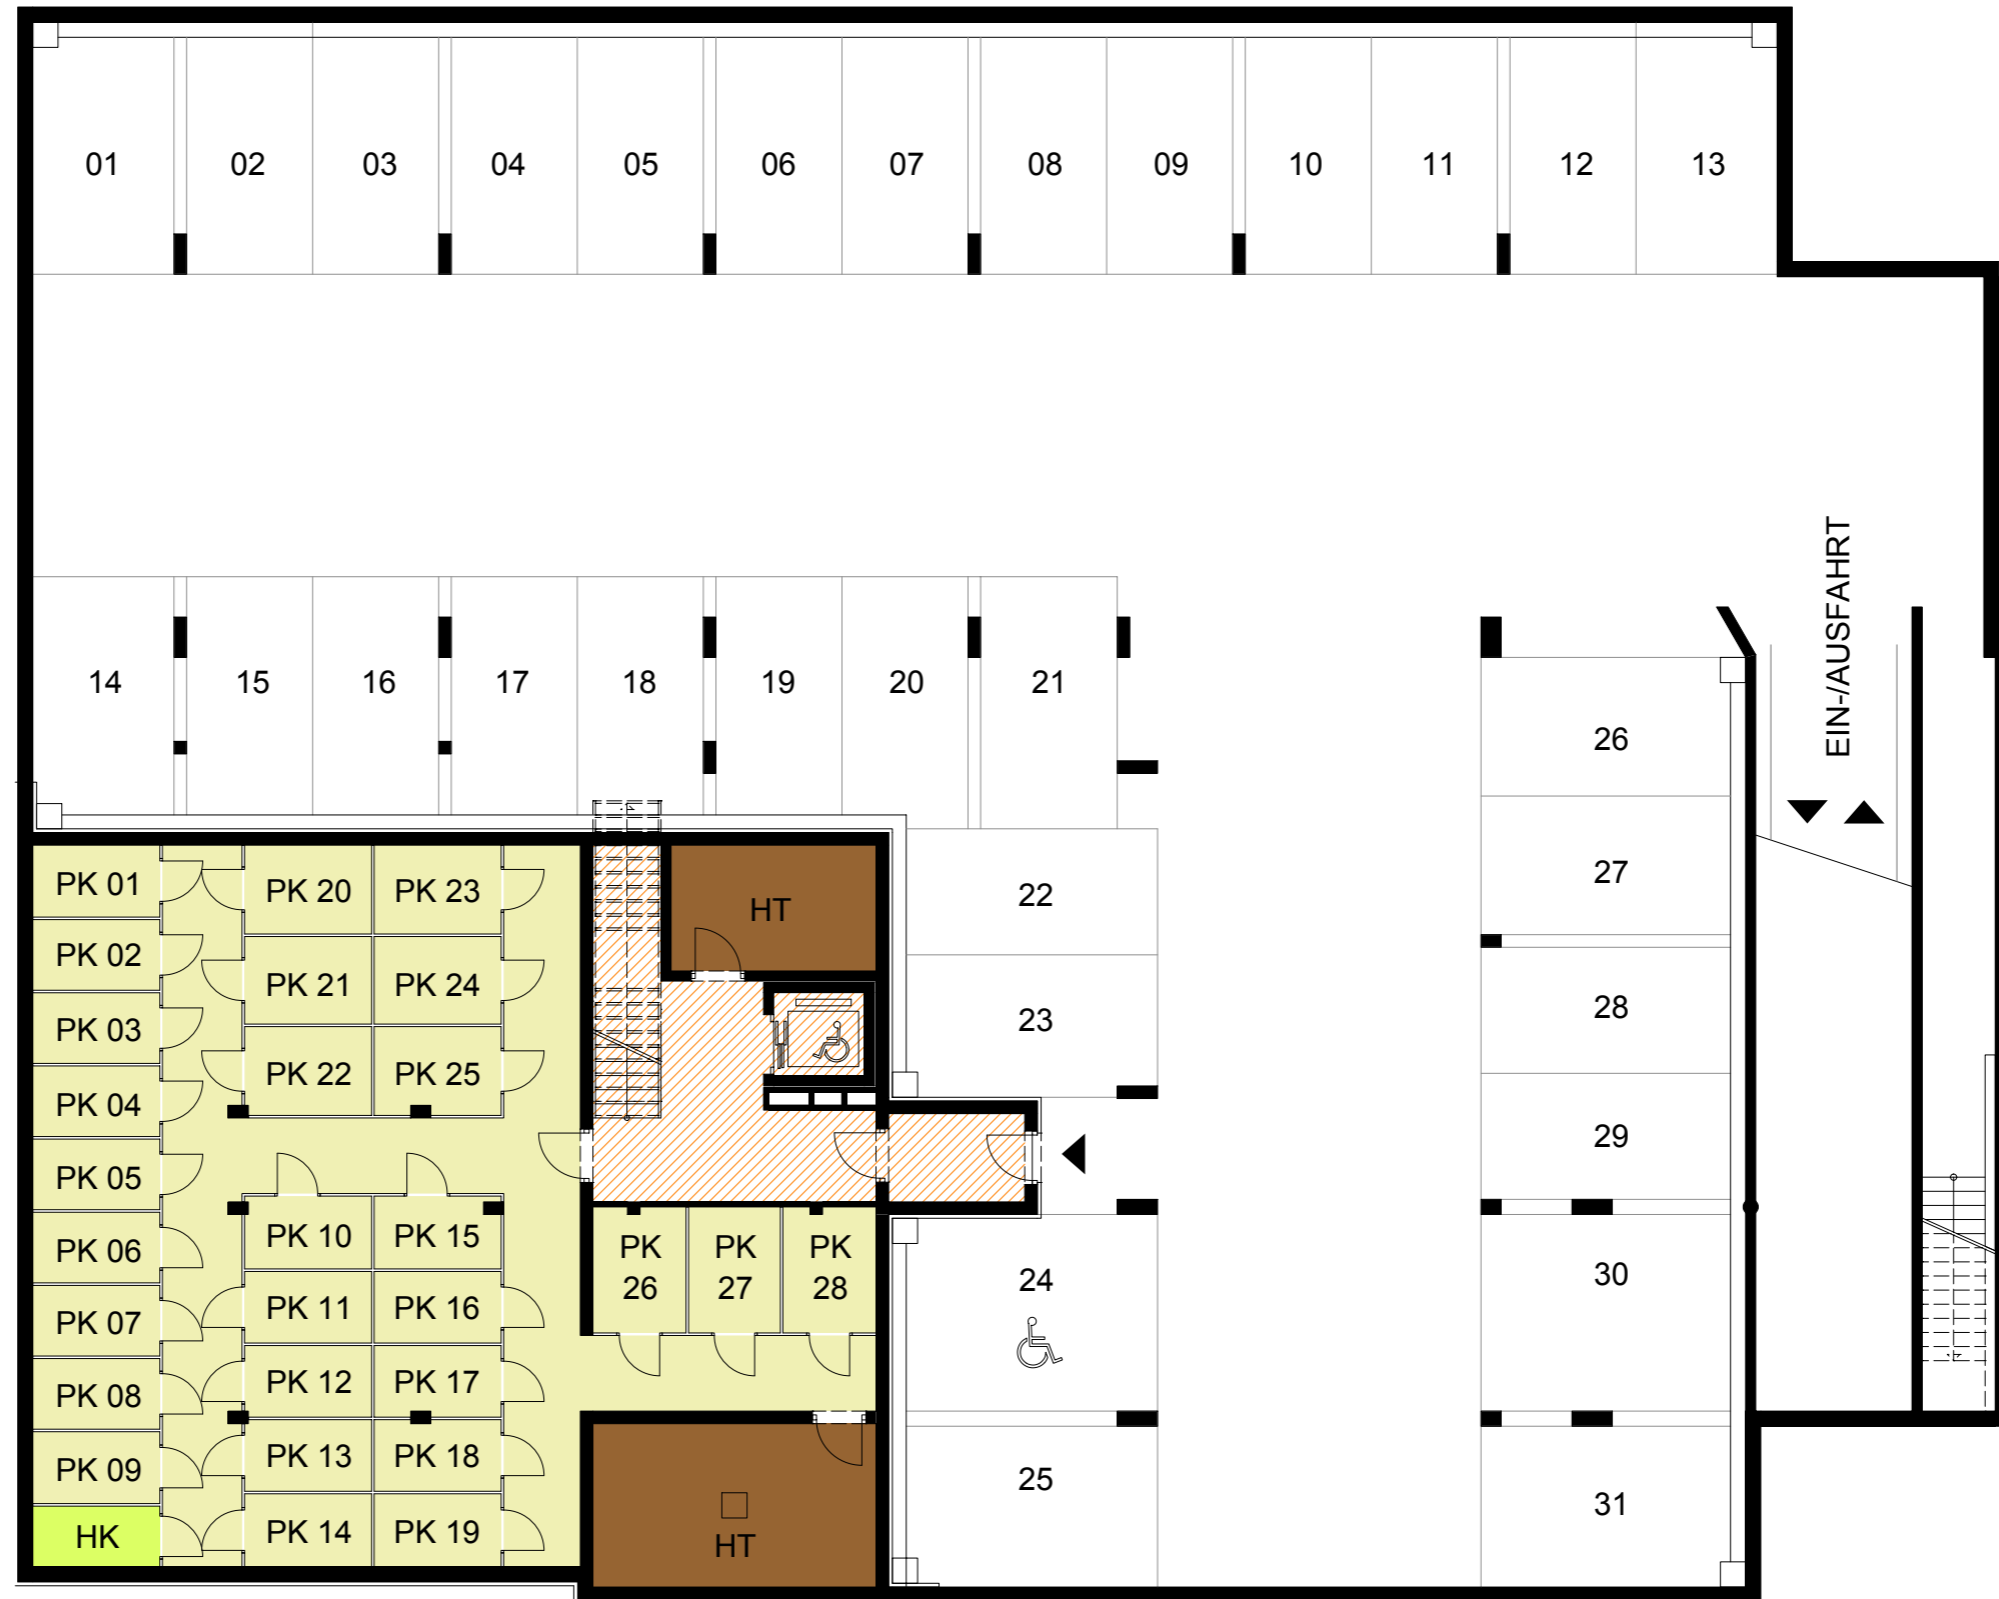 01 02 03 04 05 06 07 08 09 10 11 12 13
EIN-/AUSFAHRT
14 15 16 17 18 19 20 21
26
27
28
29
30
31
22
23
24
25
PK 01
PK 02
PK 03
PK 04
PK 05
PK 06
PK 07
PK 08
PK 09
HK
PK 20 PK 23
PK 21 PK 24
PK 22 PK 25
PK 10 PK 15
PK 11 PK 16
PK 12 PK 17
PK 13 PK 18
PK 14 PK 19
HT
PK 
26
PK 
27
PK 
28
HT